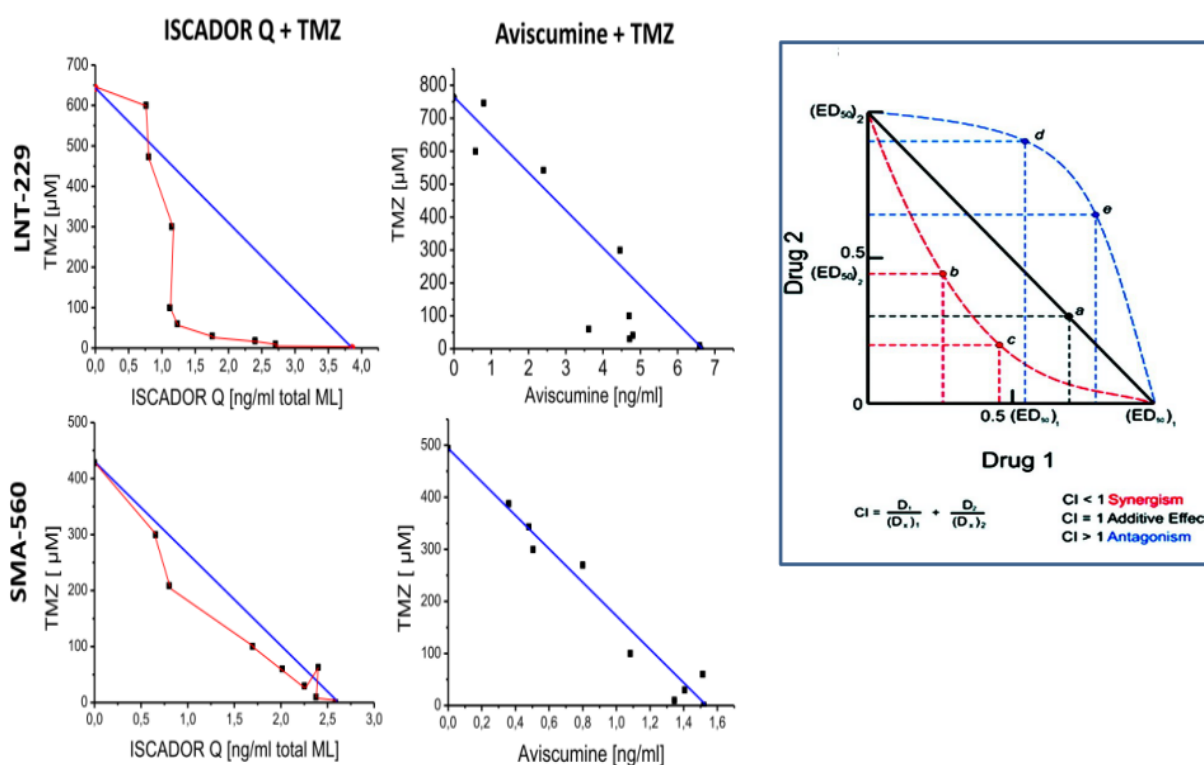 ISCADOR Q + TMZ
Aviscumine + TMZ
LNT-229
TMZ [µM]
700
600
500
400
300
200
100
0
0,0 0,5 1,0 1,5 2,0 2,5 3,0 3,5 4,0
ISCADOR Q [ng/ml total ML]
TMZ [µM]
800
700
600
500
400
300
200
100
0
0 1 2 3 4 5 6 7
Aviscumine [ng/ml]
SMA-560
TMZ [ µM]
500
400
300
200
100
0
0,0 0,5 1,0 1,5 2,0 2,5 3,0
ISCADOR Q [ng/ml total ML]
TMZ [ µM]
500
400
300
200
100
0
0,0 0,2 0,4 0,6 0,8 1,0 1,2 1,4 1,6
Aviscumine [ng/ml]
Drug 2
(ED50)2
0.5
(ED50)2
0
d
e
b
a
c
0.5 (ED50)1 (ED50)1
Drug 1
CI = D1/(Dx)1 + D2/(Dx)2
CI < 1 Synergism
CI = 1 Additive Effec
CI > 1 Antagonism